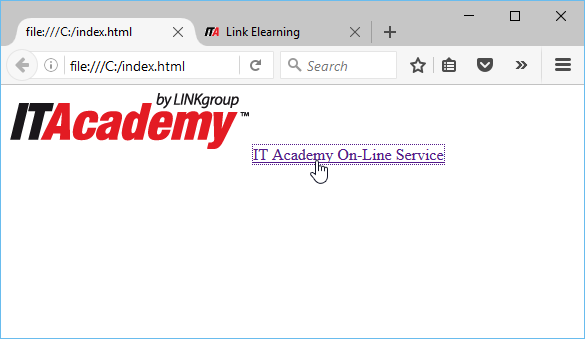 file:///C:/index.html
ITA Link Elearning
file:///C:/index.html
Search
by LINKgroup
ITAcademy™
IT Academy On-Line Service